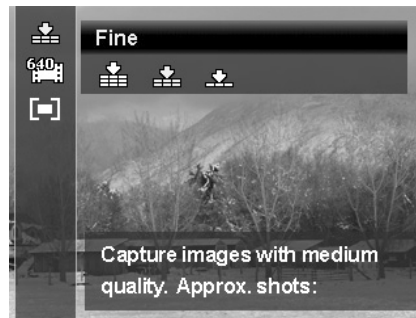 Fine
640
Capture images with medium
quality. Approx. shots: